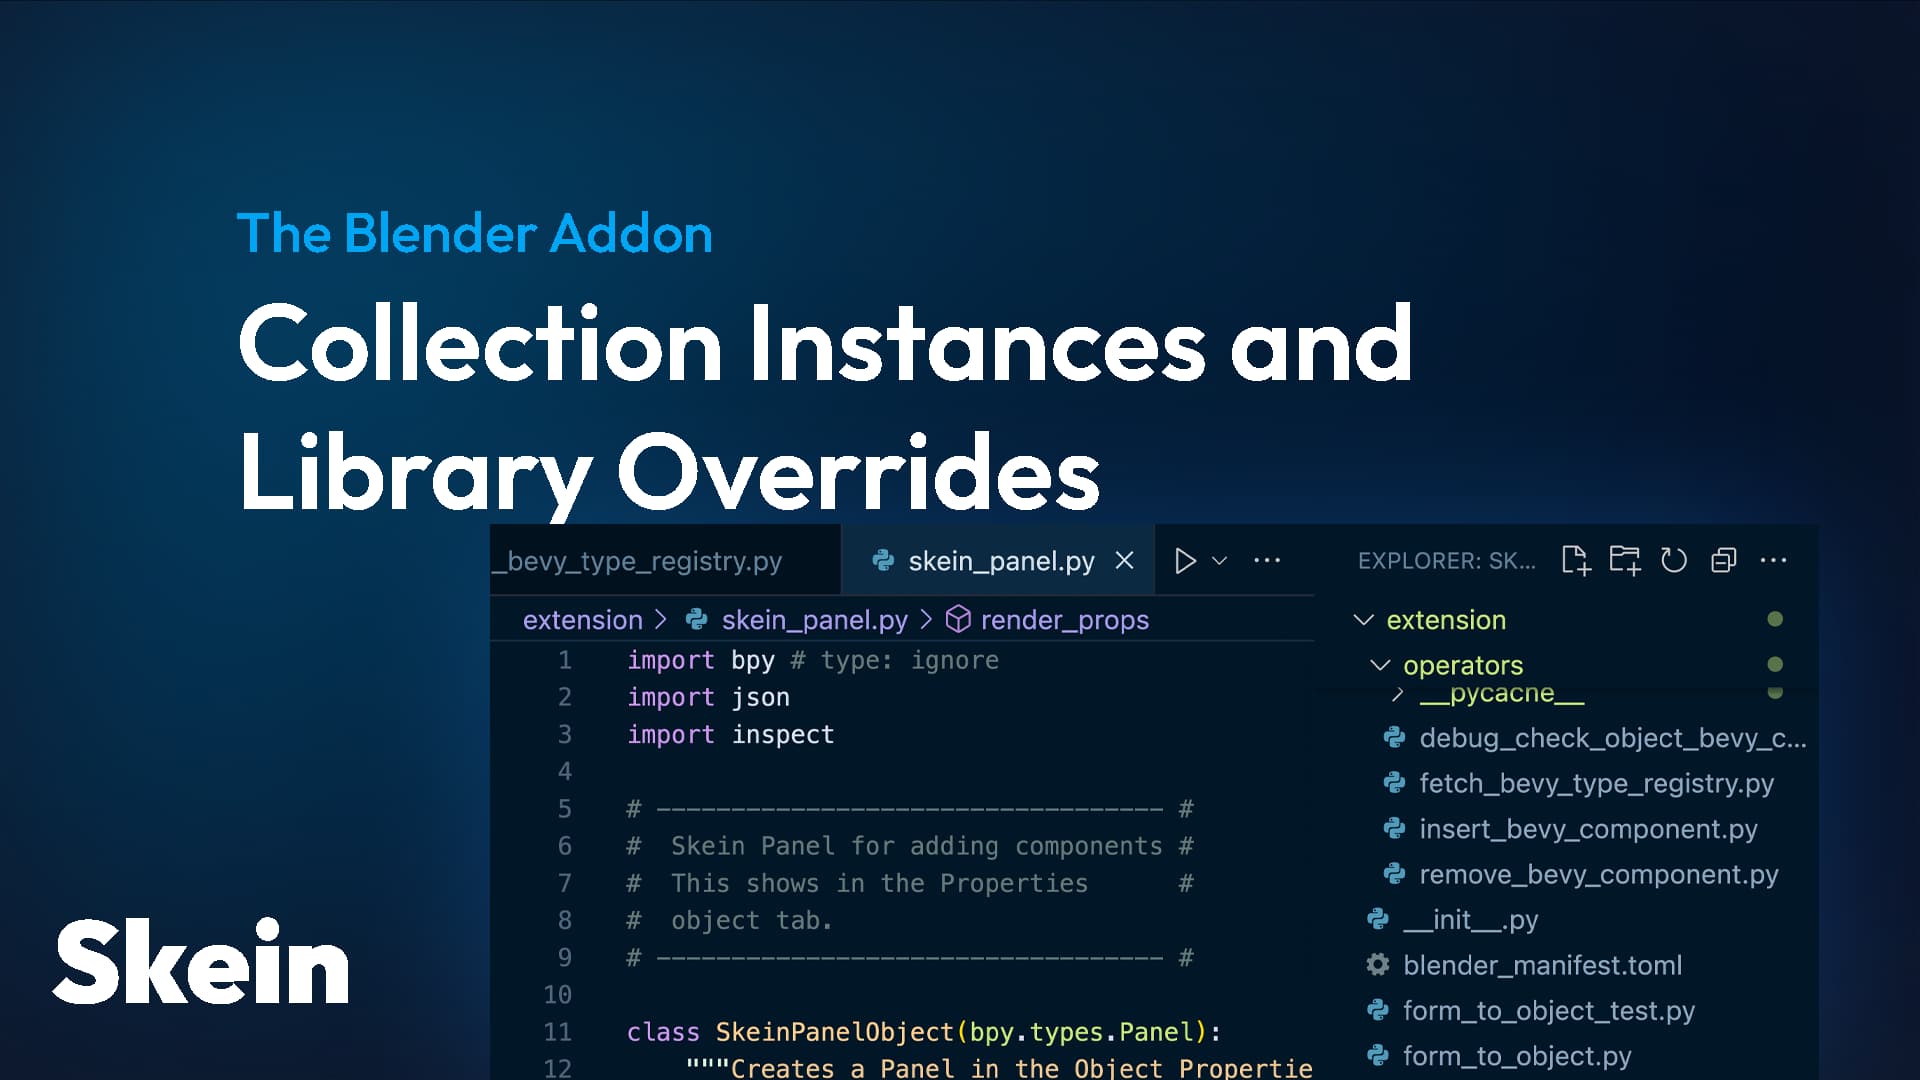 The Blender Addon
Collection Instances and
Library Overrides
Skein
_bevy_type_registry.py
skein_panel.py
extension > skein_panel.py > render_props
1 import bpy # type: ignore
2 import json
3 import inspect
4
5 # ---------------------------------- #
6 #  Skein Panel for adding components #
7 #  This shows in the Properties      #
8 #  object tab.
9 # ---------------------------------- #
10
11 class SkeinPanelObject(bpy.types.Panel):
12     """Creates a Panel in the Object Propertie
EXPLORER: SK...
extension
operators
__pycache__
debug_check_object_bevy_c...
fetch_bevy_type_registry.py
insert_bevy_component.py
remove_bevy_component.py
__init__.py
blender_manifest.toml
form_to_object_test.py
form_to_object.py